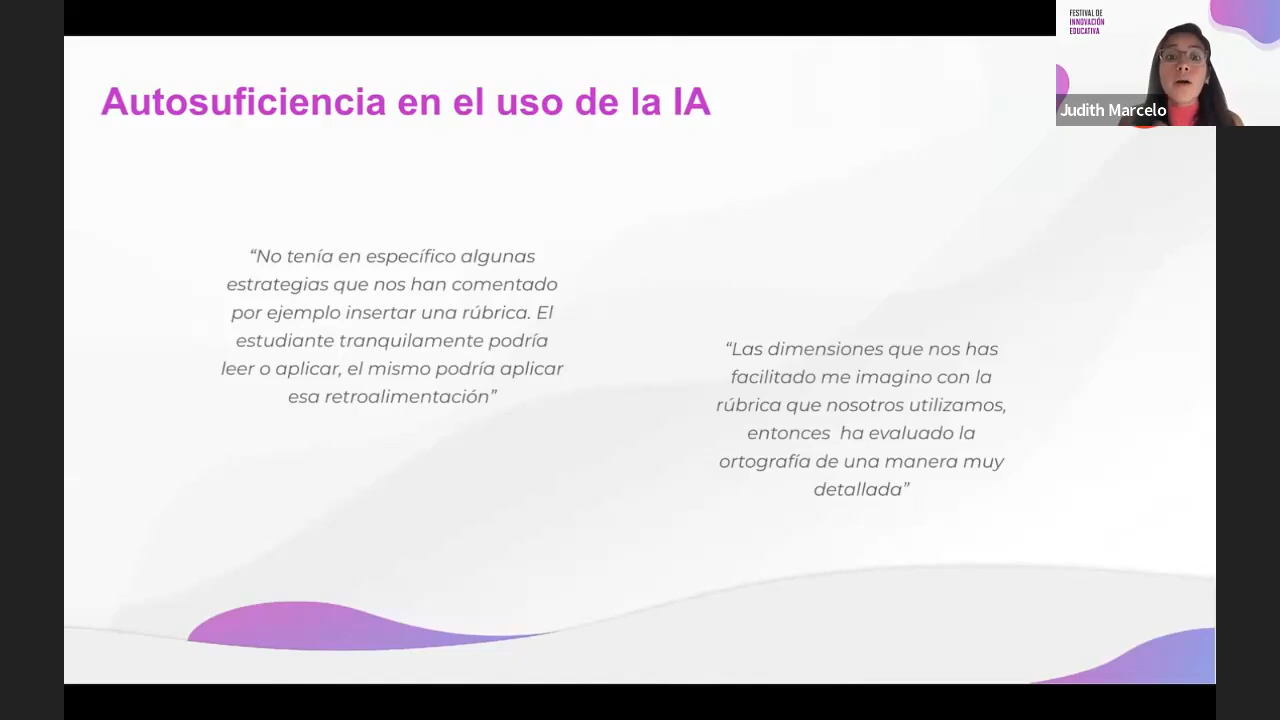 Autosuficiencia en el uso de la IA
“No tenía en específico algunas
estrategias que nos han comentado
por ejemplo insertar una rúbrica. El
estudiante tranquilamente podría
leer o aplicar, el mismo podría aplicar
esa retroalimentación”
“Las dimensiones que nos has
facilitado me imagino con la
rúbrica que nosotros utilizamos,
entonces  ha evaluado la
ortografía de una manera muy
detallada”
FESTIVAL DE
INNOVACIÓN
EDUCATIVA
Judith Marcelo